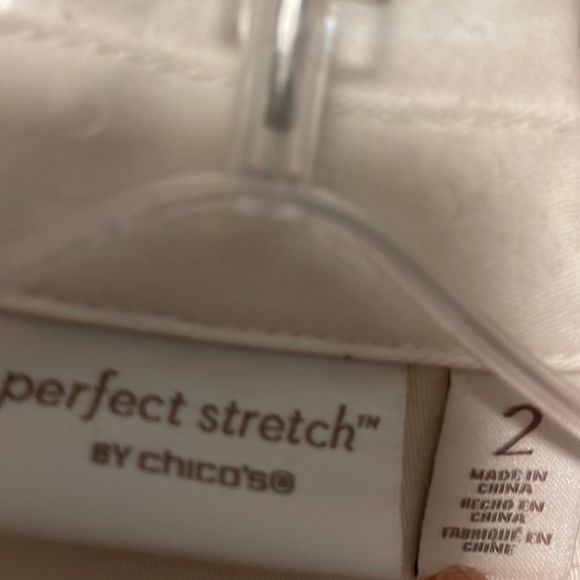 perfect stretch™
BY chico's®
2
MADE IN
CHINA
HECHO EN
CHINA
FABRIQUÉ EN
CHINE